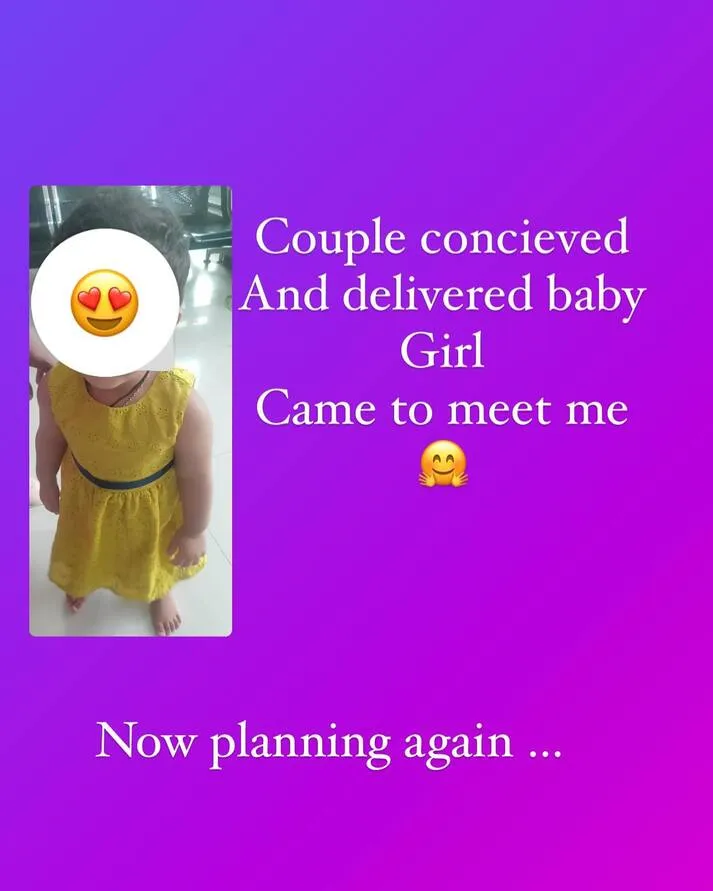 Couple concieved
And delivered baby
Girl
Came to meet me
🤗
Now planning again ...